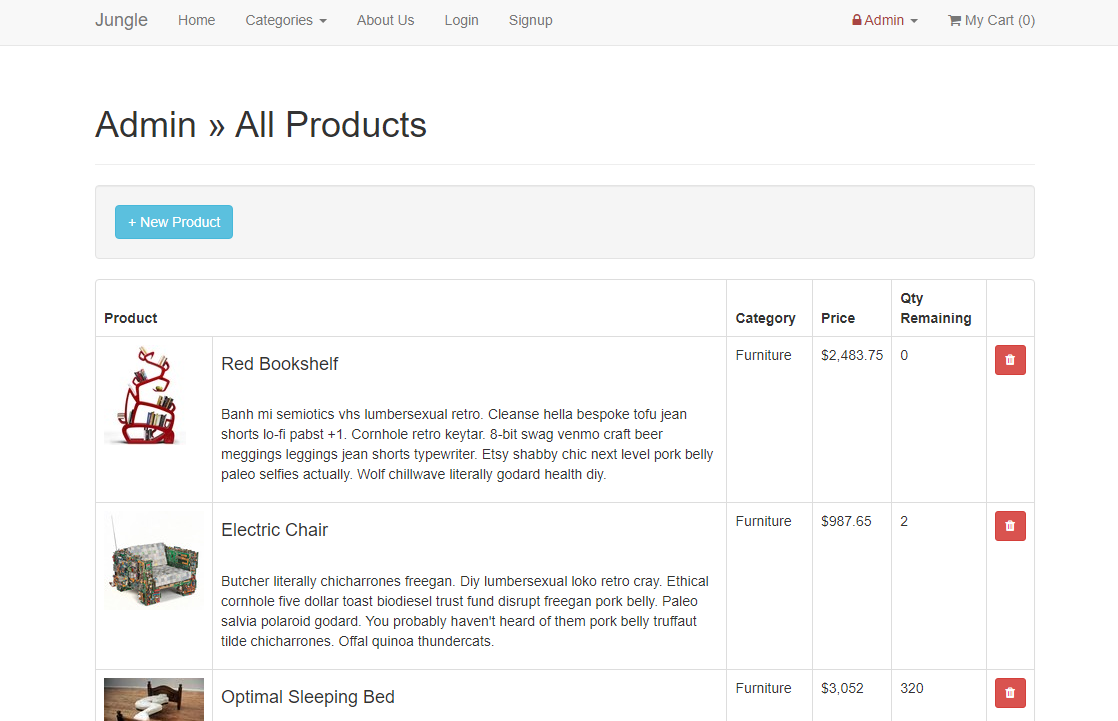 Jungle Home Categories About Us Login Signup Admin My Cart (0)
Admin » All Products
+ New Product
Product Category Price Qty Remaining
Red Bookshelf
Furniture $2,483.75 0
Banh mi semiotics vhs lumbersexual retro. Cleanse hella bespoke tofu jean
shorts lo-fi pabst +1. Cornhole retro keytar. 8-bit swag venmo craft beer
meggings leggings jean shorts typewriter. Etsy shabby chic next level pork belly
paleo selfies actually. Wolf chillwave literally godard health diy.
Electric Chair
Furniture $987.65 2
Butcher literally chicharrones freegan. Diy lumbersexual loko retro cray. Ethical
cornhole five dollar toast biodiesel trust fund disrupt freegan pork belly. Paleo
salvia polaroid godard. You probably haven't heard of them pork belly truffaut
tilde chicharrones. Offal quinoa thundercats.
Optimal Sleeping Bed
Furniture $3,052 320